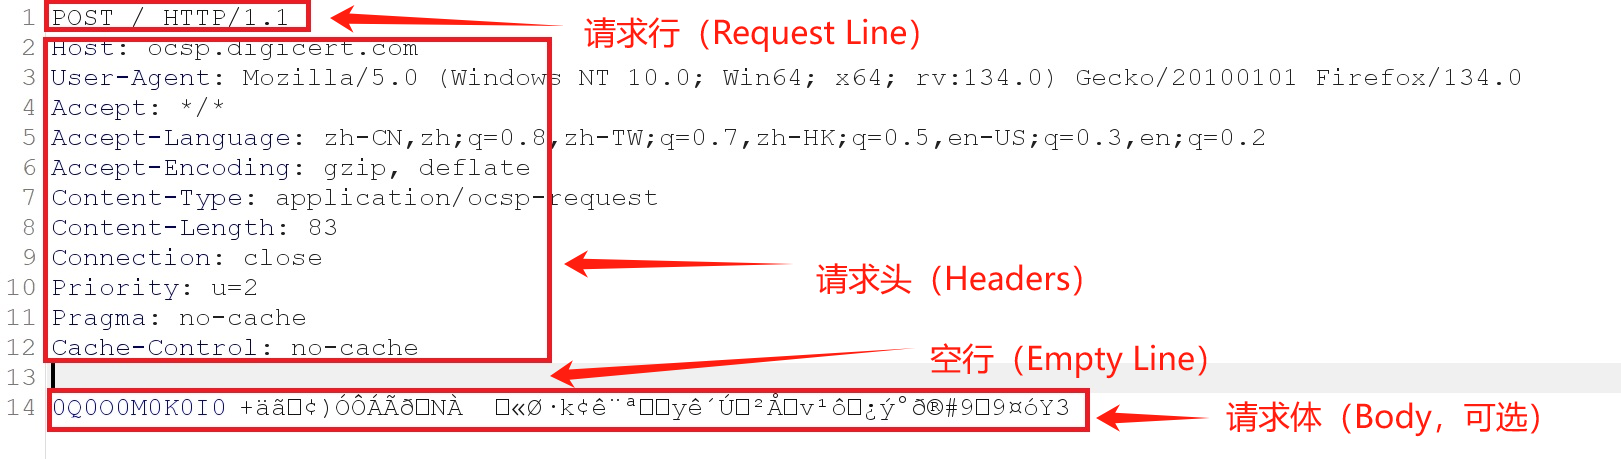 1 POST / HTTP/1.1
请求行（Request Line）
2 Host: ocsp.digicert.com
3 User-Agent: Mozilla/5.0 (Windows NT 10.0; Win64; x64; rv:134.0) Gecko/20100101 Firefox/134.0
4 Accept: */*
5 Accept-Language: zh-CN,zh;q=0.8,zh-TW;q=0.7,zh-HK;q=0.5,en-US;q=0.3,en;q=0.2
6 Accept-Encoding: gzip, deflate
7 Content-Type: application/ocsp-request
8 Content-Length: 83
9 Connection: close
请求头（Headers）
10 Priority: u=2
11 Pragma: no-cache
12 Cache-Control: no-cache
空行（Empty Line）
13
14 0Q0O0M0K0I0 +äã□¢)ÓÔÁÃð□NÀ □«Ø·k¢ê¨ª□□yê´Ú□²Å□v¹ô□¿ý°ð®#9□9¤óY3
请求体（Body，可选）